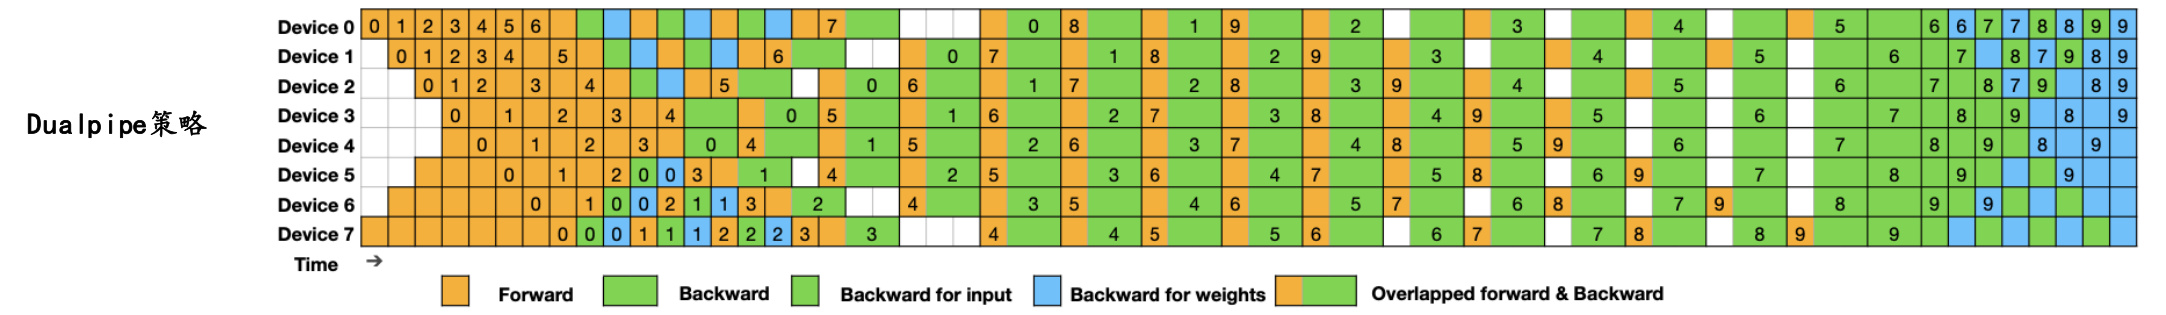 Device 0 0 1 2 3 4 5 6 7 0 8 1 9 2 3 4 5 6 6 7 7 8 8 9 9
Device 1 0 1 2 3 4 5 6 0 7 1 8 2 9 3 4 5 6 7 8 7 9 8 9
Device 2 0 1 2 3 4 5 0 6 1 7 2 8 3 9 4 5 6 7 8 7 9 8 9
Dualpipe策略
Device 3 0 1 2 3 4 0 5 1 6 2 7 3 8 4 9 5 6 7 8 9 8 9
Device 4 0 1 2 3 0 4 1 5 2 6 3 7 4 8 5 9 6 7 8 9 8 9
Device 5 0 1 2 0 0 3 1 4 2 5 3 6 4 7 5 8 6 9 7 8 9 9
Device 6 0 1 0 0 2 1 1 3 2 4 3 5 4 6 5 7 6 8 7 9 8 9 9
Device 7 0 0 0 1 1 1 2 2 2 3 3 4 4 5 5 6 6 7 7 8 8 9 9
Time →
Forward Backward Backward for input Backward for weights Overlapped forward & Backward